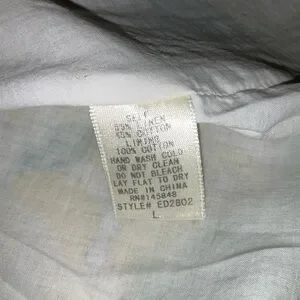 SELF
55% LINEN
45% COTTON
LINING
100% COTTON
HAND WASH COLD
OR DRY CLEAN
DO NOT BLEACH
LAY FLAT TO DRY
MADE IN CHINA
RN#145848
STYLE# ED2802
L